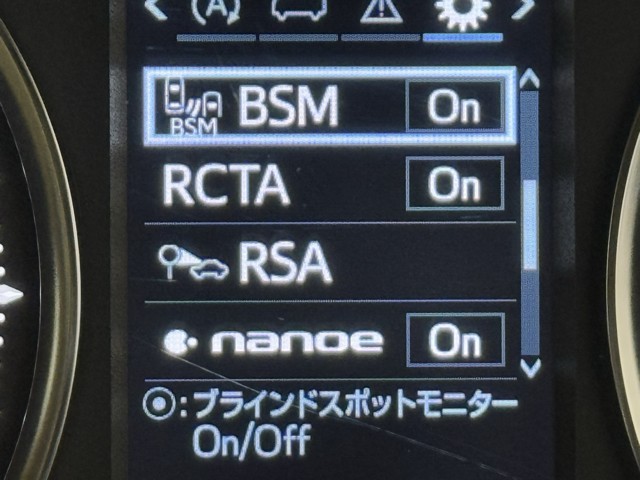 BSM BSM On
RCTA On
RSA
nanoe On
◉:ブラインドスポットモニター
On/Off